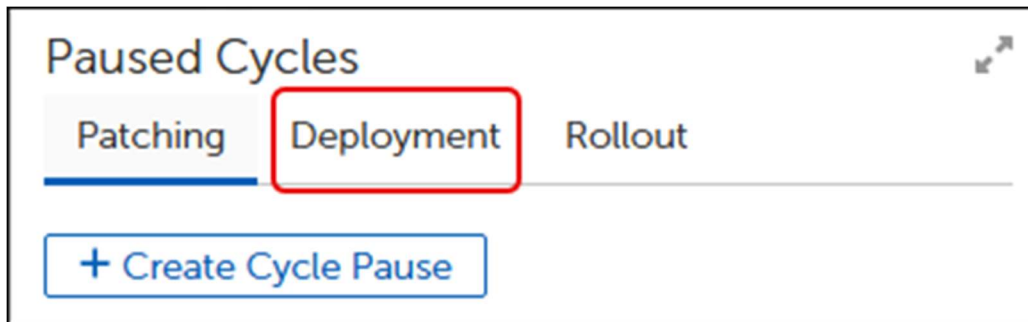 Paused Cycles
Patching Deployment Rollout
+ Create Cycle Pause